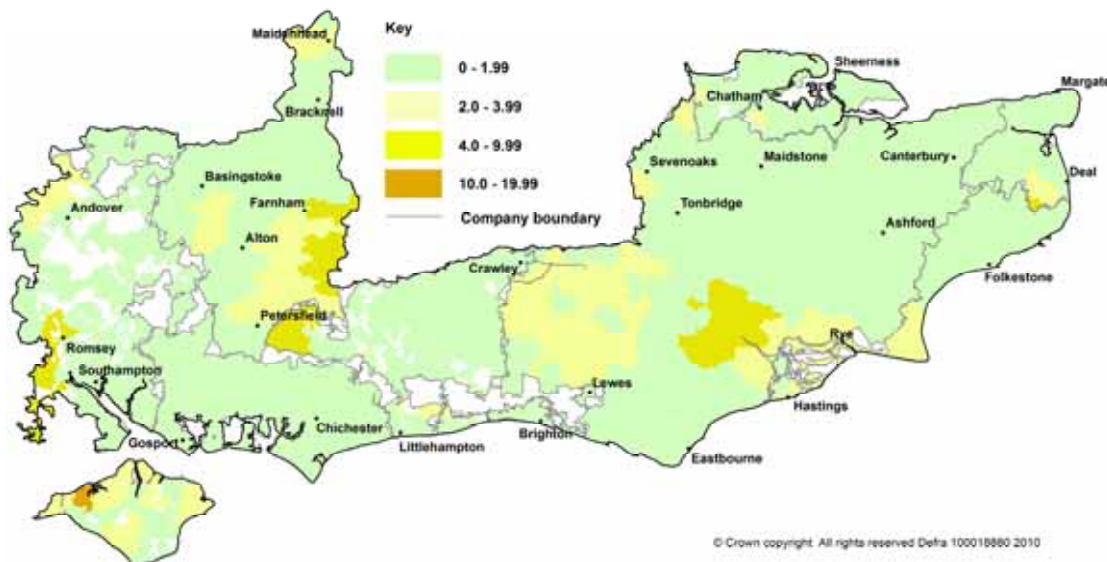 Key
0 - 1.99
2.0 - 3.99
4.0 - 9.99
10.0 - 19.99
Company boundary
Maidenhead
Bracknell
Basingstoke
Andover
Farnham
Alton
Petersfield
Romsey
Southampton
Gosport
Chichester
Littlehampton
Crawley
Brighton
Lewes
Sheerness
Chatham
Margate
Sevenoaks
Maidstone
Canterbury
Deal
Tonbridge
Ashford
Folkestone
Rye
Hastings
Eastbourne
© Crown copyright All rights reserved Defra 100018880 2010